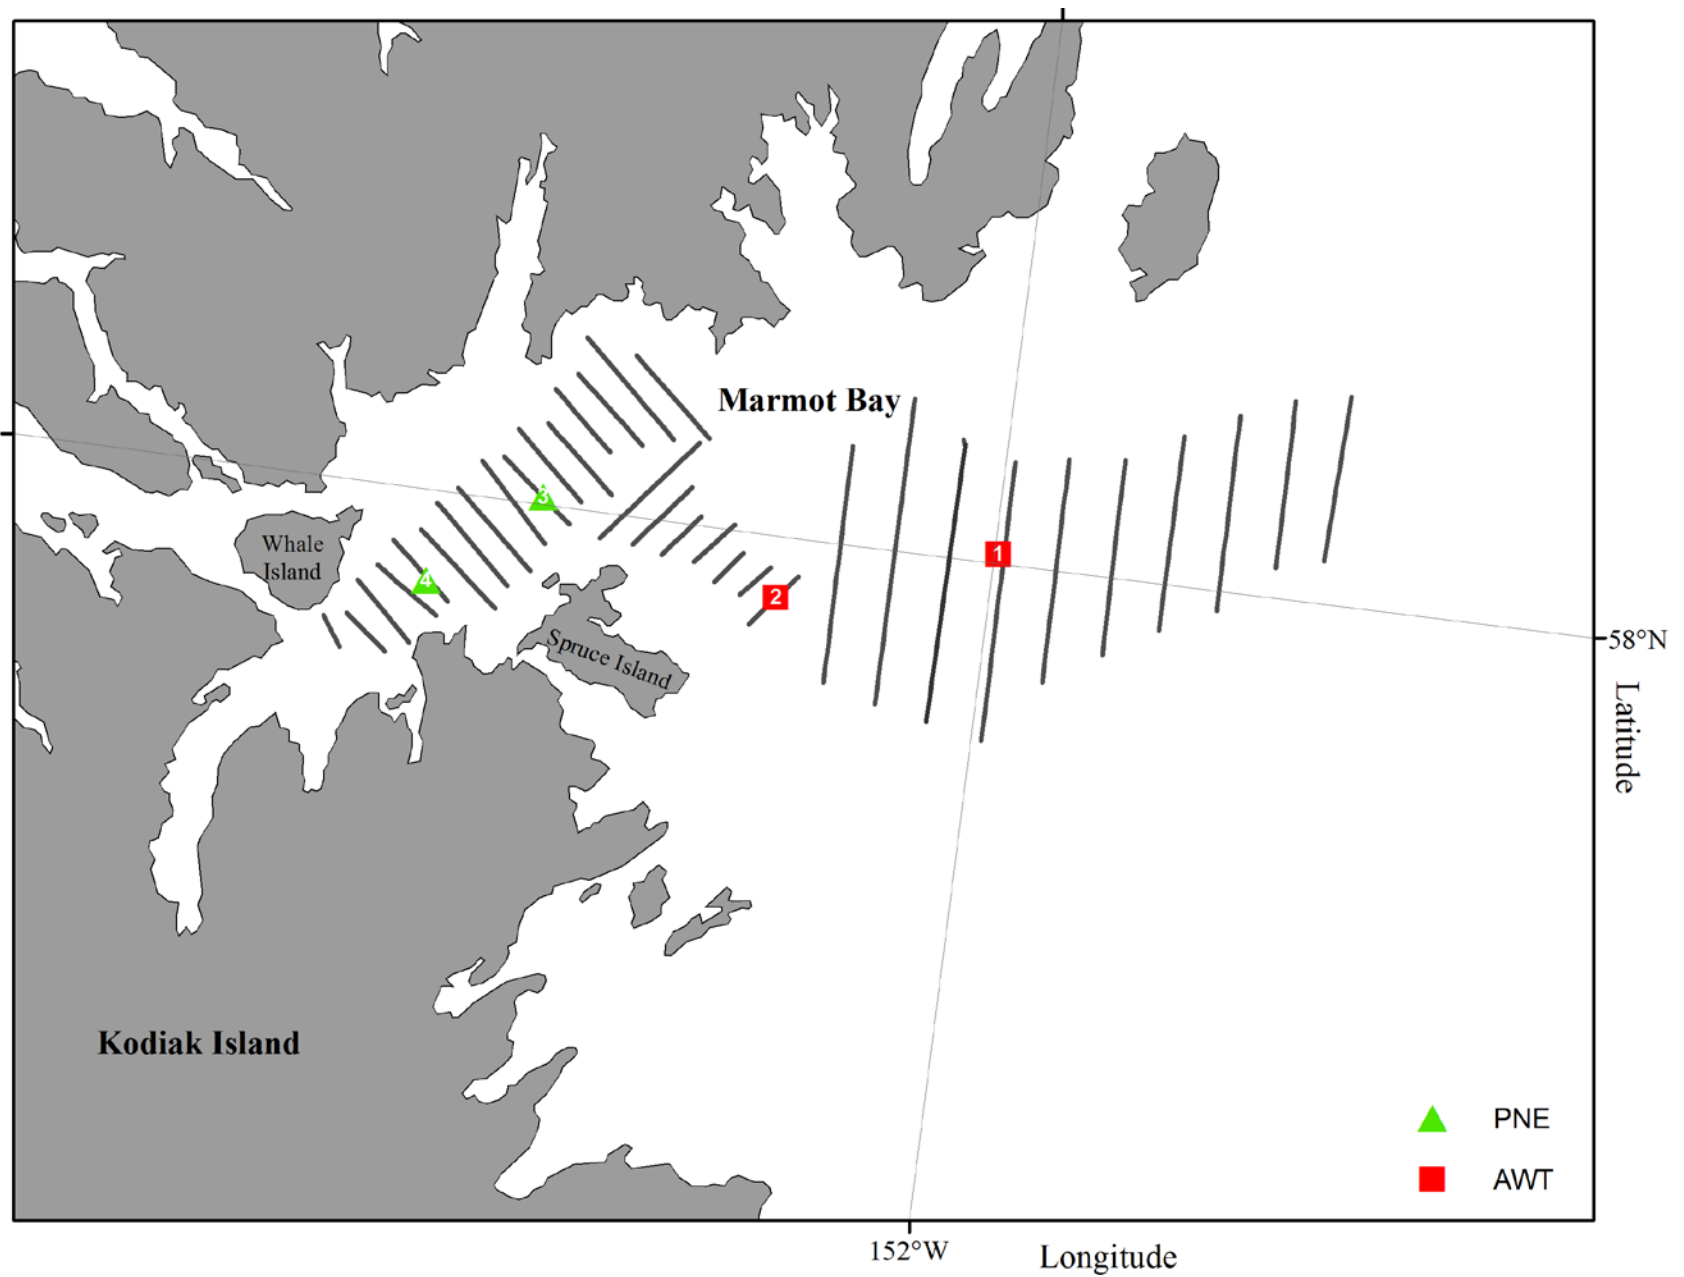 Marmot Bay
3
Whale
Island
1
4
2
Spruce Island
58°N
Latitude
Kodiak Island
PNE
AWT
152°W
Longitude